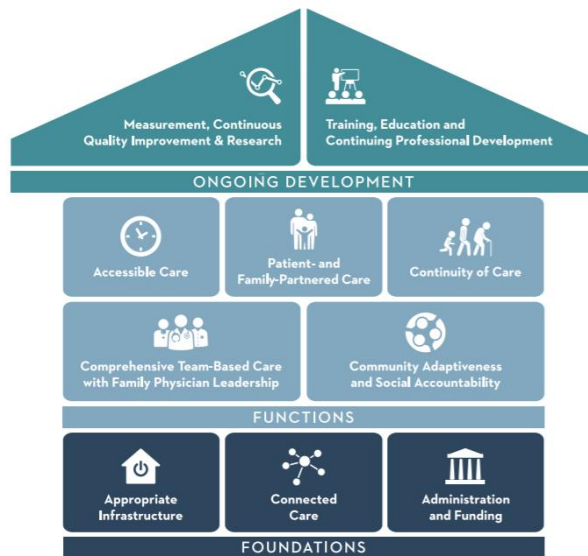 Measurement, Continuous
Quality Improvement & Research
Training, Education and
Continuing Professional Development
ONGOING DEVELOPMENT
Accessible Care
Patient- and
Family-Partnered Care
Continuity of Care
Comprehensive Team-Based Care
with Family Physician Leadership
Community Adaptiveness
and Social Accountability
FUNCTIONS
Appropriate
Infrastructure
Connected
Care
Administration
and Funding
FOUNDATIONS